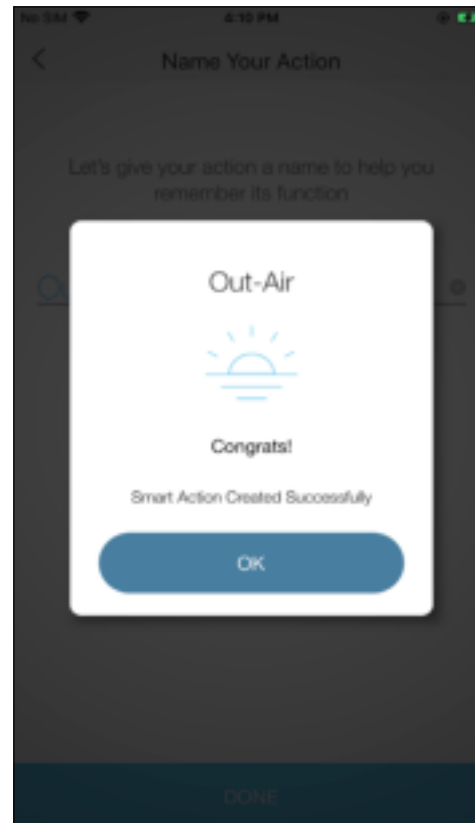 No SIM 4:10 PM
Name Your Action
Let's give your action a name to help you
remember its function
Out-Air
Congrats!
Smart Action Created Successfully
OK
DONE